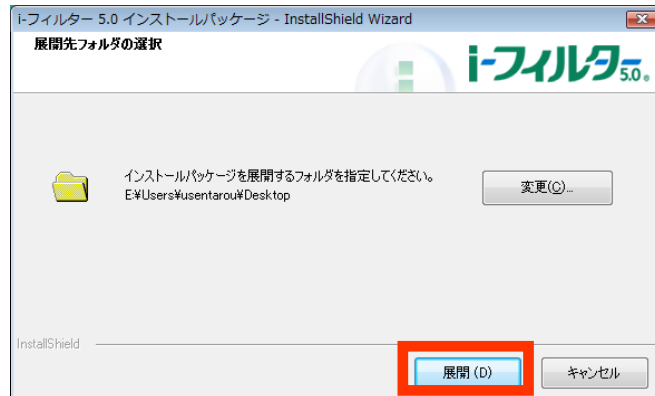 i-フィルター 5.0 インストールパッケージ - InstallShield Wizard
展開先フォルダの選択
i-フィルター5.0®
インストールパッケージを展開するフォルダを指定してください。
E¥Users¥usentarou¥Desktop
変更(C)...
InstallShield
展開 (D)
キャンセル